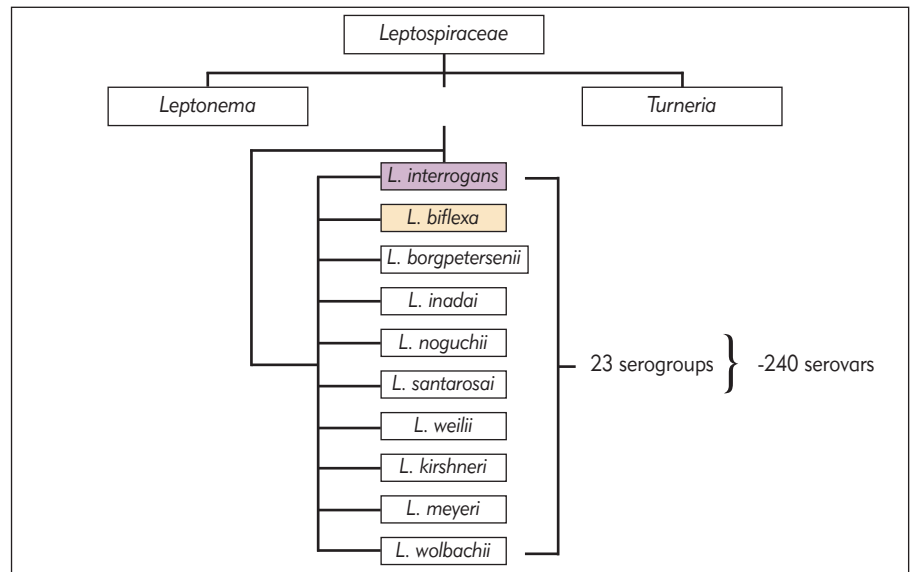 Leptospiraceae
Leptonema
Turneria
L. interrogans
L. biflexa
L. borgpetersenii
L. inadai
L. noguchii
L. santarosai
L. weilii
L. kirshneri
L. meyeri
L. wolbachii
23 serogroups } -240 serovars